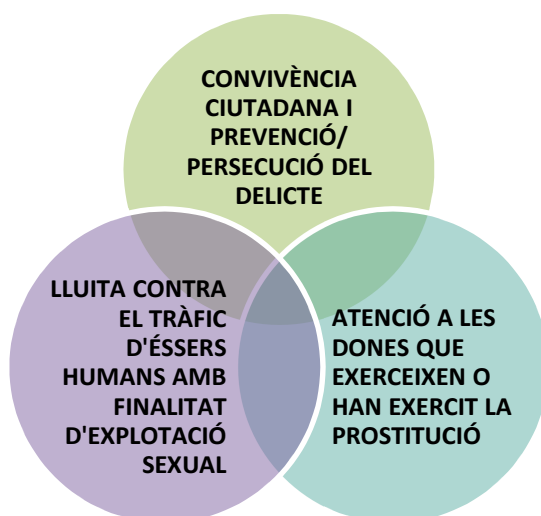 CONVIVÈNCIA
CIUTADANA I
PREVENCIÓ/
PERSECUCIÓ DEL
DELICTE
LLUITA CONTRA
EL TRÀFIC
D'ÉSSERS
HUMANS AMB
FINALITAT
D'EXPLOTACIÓ
SEXUAL
ATENCIÓ A LES
DONES QUE
EXERCEIXEN O
HAN EXERCIT LA
PROSTITUCIÓ